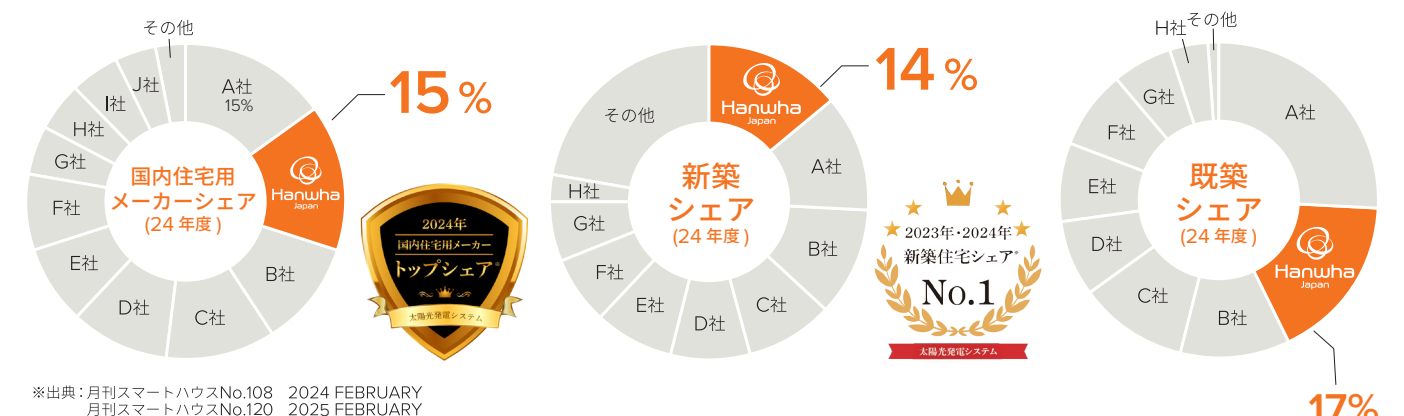 その他
A社
15%
Hanwha
Japan
B社
C社
D社
E社
F社
G社
H社
I社
J社
国内住宅用
メーカーシェア
(24 年度)
15 %
2024年
国内住宅用メーカー
トップシェア※
太陽光発電システム
Hanwha
Japan
A社
B社
C社
D社
E社
F社
G社
H社
その他
新築
シェア
(24 年度)
14 %
2023年・2024年
新築住宅シェア※
No.1
太陽光発電システム
H社
その他
A社
Hanwha
Japan
B社
C社
D社
E社
F社
G社
既築
シェア
(24 年度)
17%
※出典：月刊スマートハウスNo.108 2024 FEBRUARY
月刊スマートハウスNo.120 2025 FEBRUARY